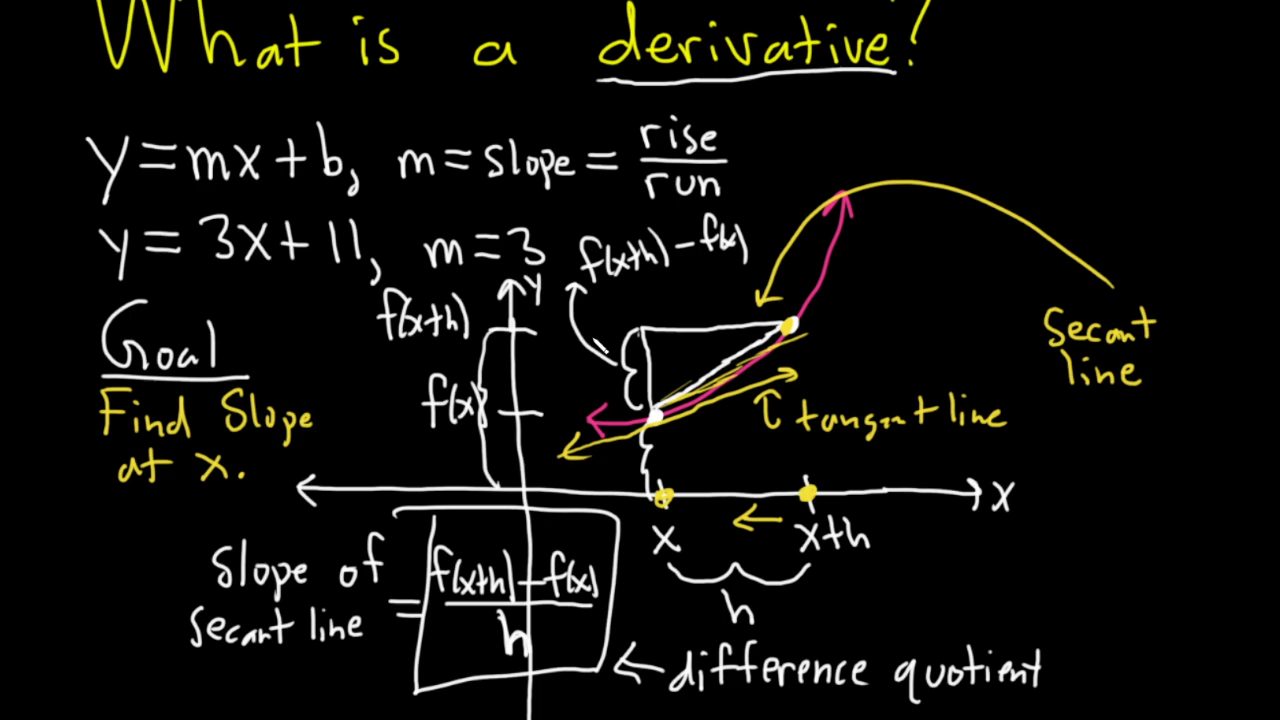 What is a derivative?
y = mx + b, m = slope = rise/run
y = 3x + 11, m = 3
f(x+h) - f(x)
y
f(x+h)
Goal
Find Slope
at x.
f(x)
Secant
line
tangent line
x
x
x+h
h
Slope of
secant line
= f(x+h) - f(x) / h
← difference quotient